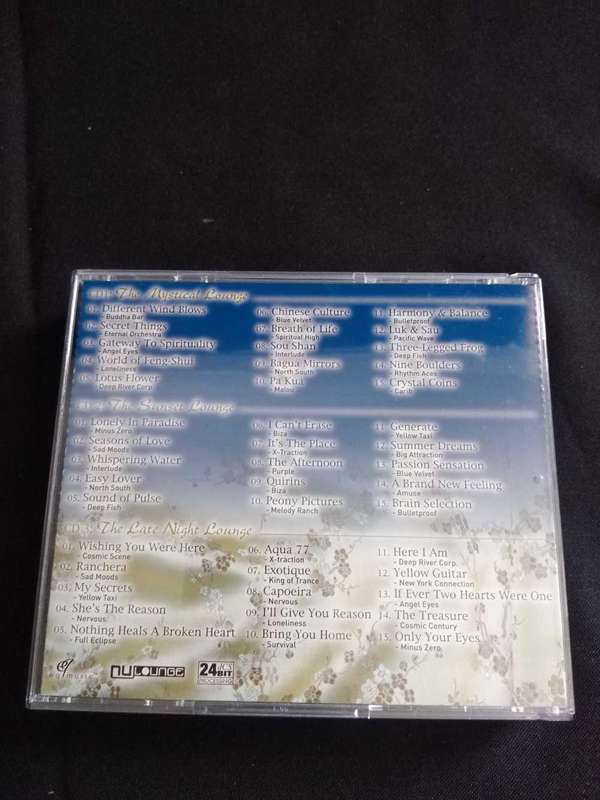 CD1: The Mystical Lounge
01. Different Wind Blows
- Buddha Bar
02. Secret Things
- Eternal Orchestra
03. Gateway To Spirituality
- Angel Eyes
04. World of Feng-Shui
- Loneliness
05. Lotus Flower
- Deep River Corp.
06. Chinese Culture
- Blue Velvet
07. Breath of Life
- Spiritual High
08. Sou Shan
- Interlude
09. Bagua Mirrors
- North South
10. Pa Kua
- Malou
11. Harmony & Balance
- Bulletproof
12. Luk & Sau
- Pacific Wave
13. Three-Legged Frog
- Deep Fish
14. Nine Boulders
- Rhythm Aces
15. Crystal Coins
- Carib
CD2: The Sunset Lounge
01. Lonely In Paradise
- Minus Zero
02. Seasons of Love
- Sad Moods
03. Whispering Water
- Interlude
04. Easy Lover
- North South
05. Sound of Pulse
- Deep Fish
06. I Can't Erase
- Biza
07. It's The Place
- X-Traction
08. The Afternoon
- Purple
09. Quirins
- Biza
10. Peony Pictures
- Melody Ranch
11. Generate
- Yellow Taxi
12. Summer Dreams
- Big Attraction
13. Passion Sensation
- Blue Velvet
14. A Brand New Feeling
- Amuse
15. Brain Selection
- Bulletproof
CD 3: The Late Night Lounge
01. Wishing You Were Here
- Cosmic Scene
02. Ranchera
- Sad Moods
03. My Secrets
- Yellow Taxi
04. She's The Reason
- Nervous
05. Nothing Heals A Broken Heart
- Full Eclipse
06. Aqua 77
- X-traction
07. Exotique
- King of Trance
08. Capoeira
- Nervous
09. I'll Give You Reason
- Loneliness
10. Bring You Home
- Survival
11. Here I Am
- Deep River Corp.
12. Yellow Guitar
- New York Connection
13. If Ever Two Hearts Were One
- Angel Eyes
14. The Treasure
- Cosmic Century
15. Only Your Eyes
- Minus Zero
music
NULOUNGE
24BIT